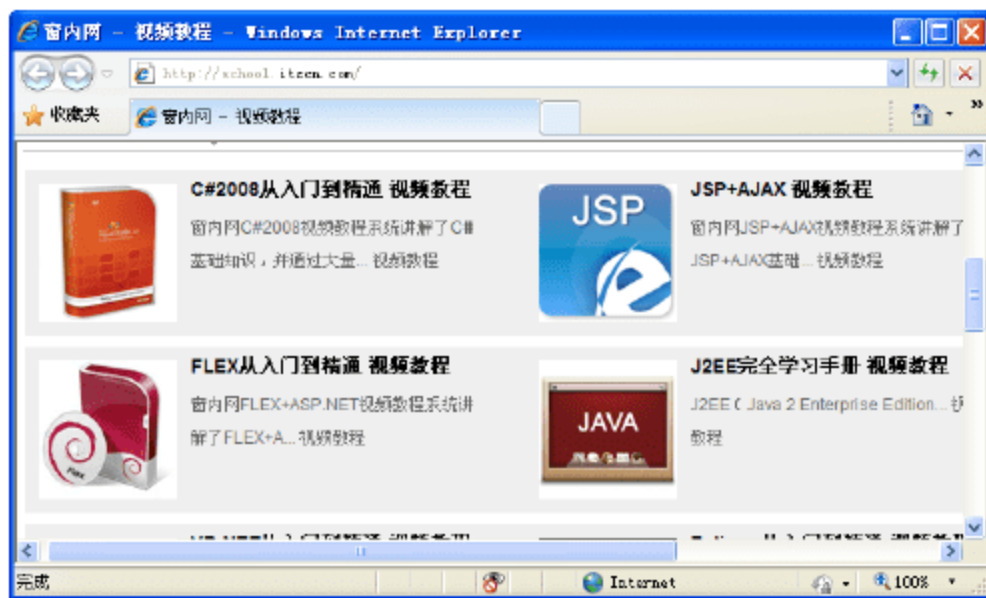 窗内网 - 视频教程 - Windows Internet Explorer
http://school.itzcn.com/
收藏夹
窗内网 - 视频教程
C#2008从入门到精通 视频教程
窗内网C#2008视频教程系统讲解了C#
基础知识，并通过大量... 视频教程
JSP
JSP+AJAX 视频教程
窗内网JSP+AJAX视频教程系统讲解了
JSP+AJAX基础... 视频教程
Flex
FLEX从入门到精通 视频教程
窗内网FLEX+ASP.NET视频教程系统讲
解了FLEX+A... 视频教程
JAVA
J2EE完全学习手册 视频教程
J2EE ( Java 2 Enterprise Edition... 视
教程
完成
Internet
100%